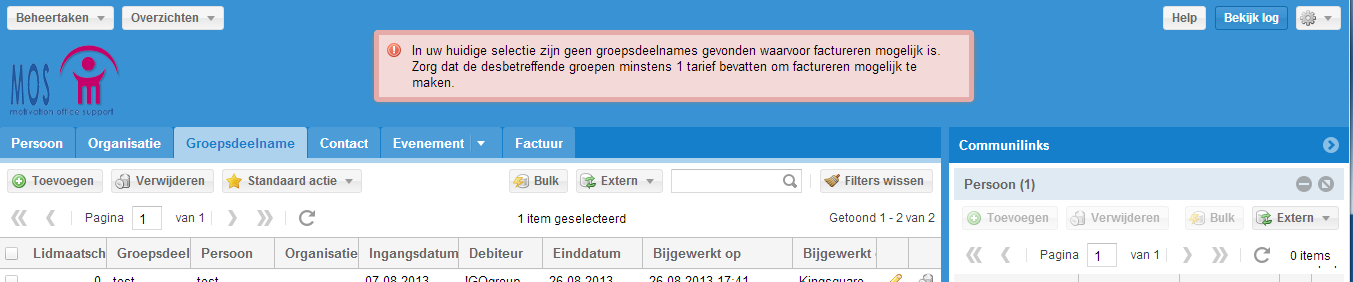 Beheertaken Overzichten Help Bekijk log
In uw huidige selectie zijn geen groepsdeelnames gevonden waarvoor factureren mogelijk is.
Zorg dat de desbetreffende groepen minstens 1 tarief bevatten om factureren mogelijk te
maken.
MOS
motivation office support
Persoon Organisatie Groepsdeelname Contact Evenement Factuur
Communilinks
Toevoegen Verwijderen Standaard actie Bulk Extern Filters wissen
Persoon (1)
Pagina 1 van 1 1 item geselecteerd Getoond 1 - 2 van 2
Toevoegen Verwijderen Bulk Extern
Lidmaatsch Groepsdeel Persoon Organisatie Ingangsdatum Debiteur Einddatum Bijgewerkt op Bijgewerkt
Pagina 1 van 1 0 items
0 test test 07.08.2013 IGOgroup 26.08.2013 26.08.2013 17:41 Kingsquare